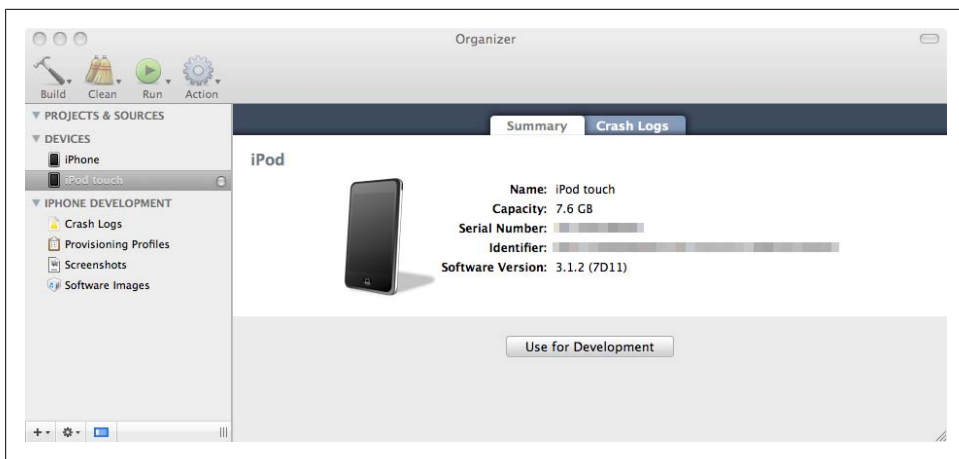 Organizer
Build Clean Run Action
PROJECTS & SOURCES
DEVICES
iPhone
iPod touch
IPHONE DEVELOPMENT
Crash Logs
Provisioning Profiles
Screenshots
Software Images
Summary Crash Logs
iPod
Name: iPod touch
Capacity: 7.6 GB
Serial Number:
Identifier:
Software Version: 3.1.2 (7D11)
Use for Development